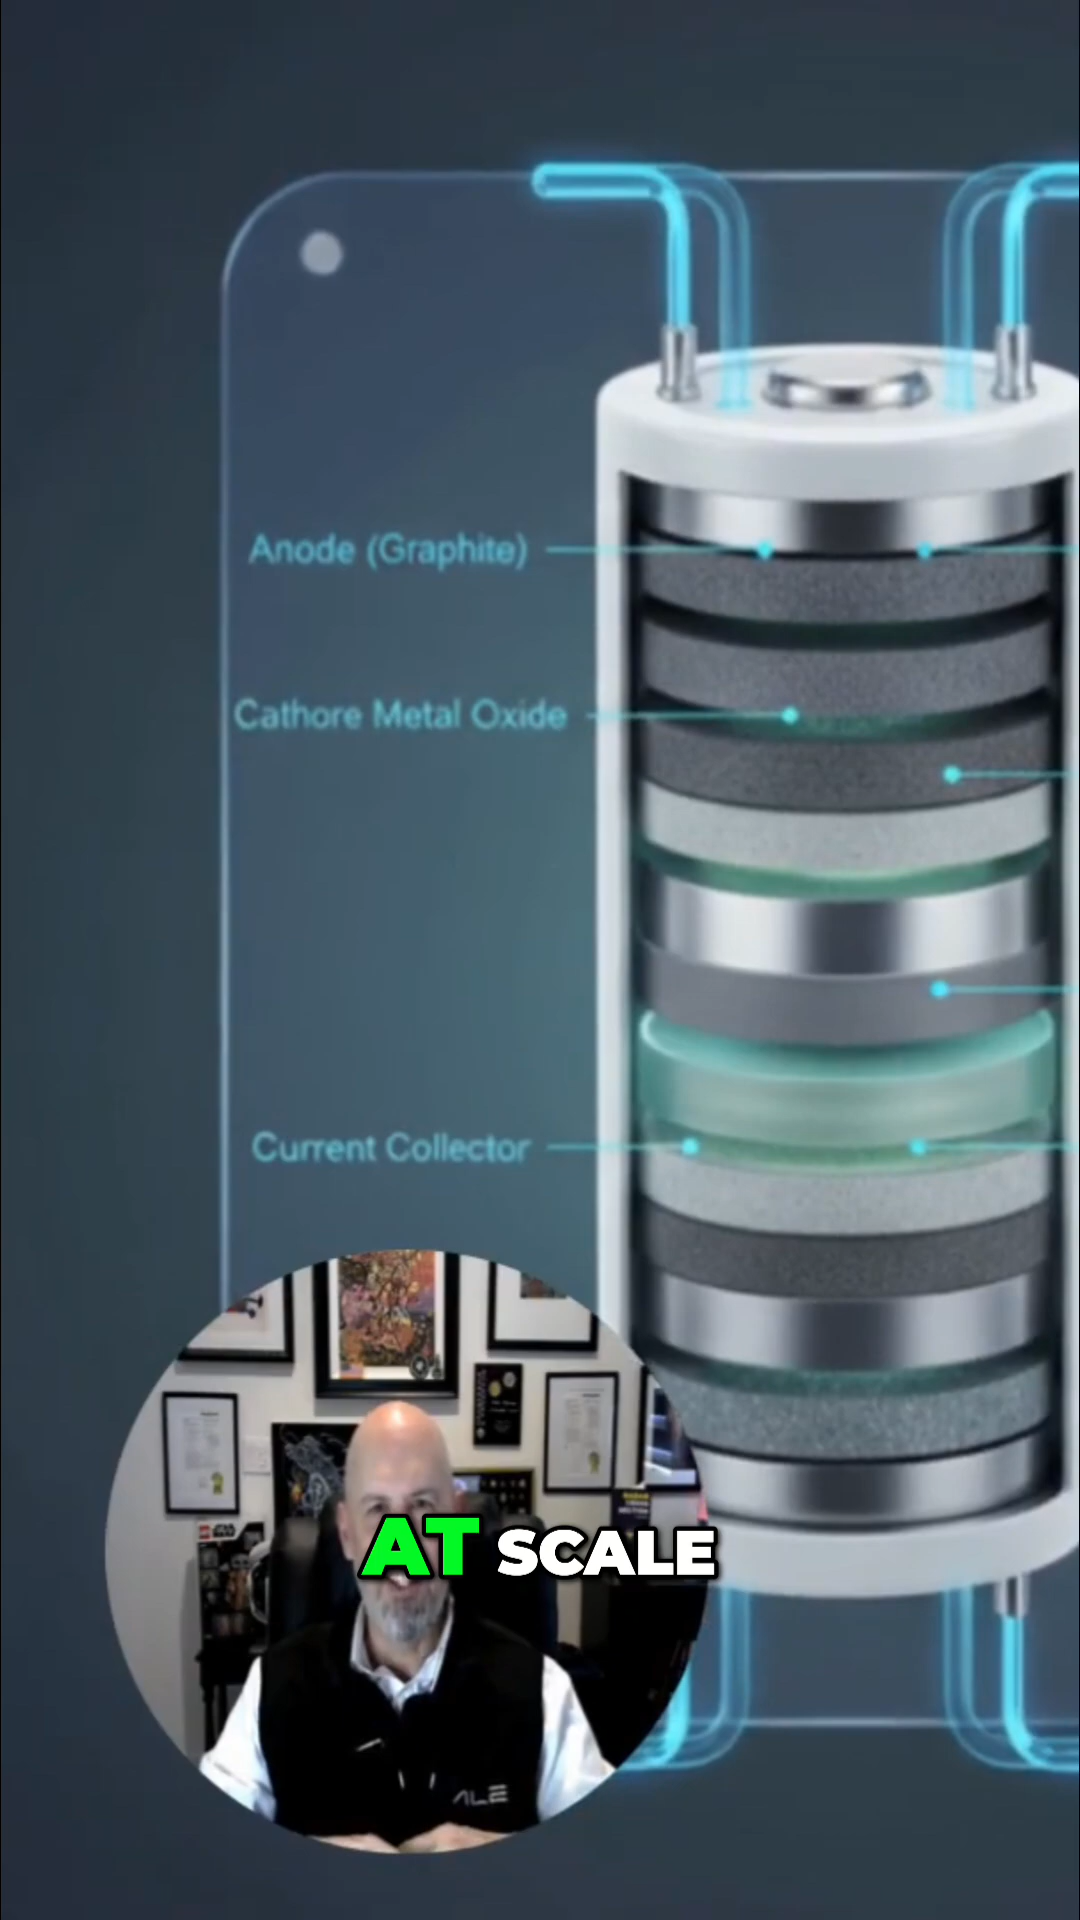 Anode (Graphite)
Cathore Metal Oxide
Current Collector
AT SCALE